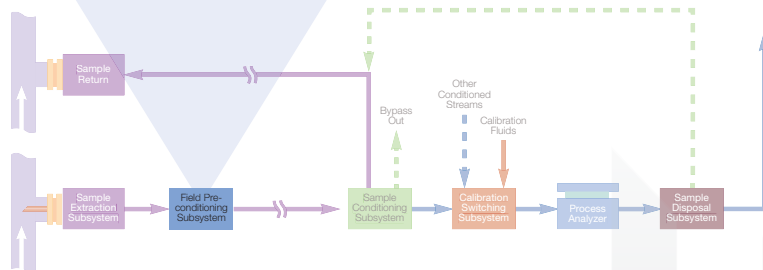 Sample
Return
Other
Conditioned
Streams
Bypass
Out
Calibration
Fluids
Sample
Extraction
Subsystem
Field Pre-
conditioning
Subsystem
Sample
Conditioning
Subsystem
Calibration
Switching
Subsystem
Process
Analyzer
Sample
Disposal
Subsystem